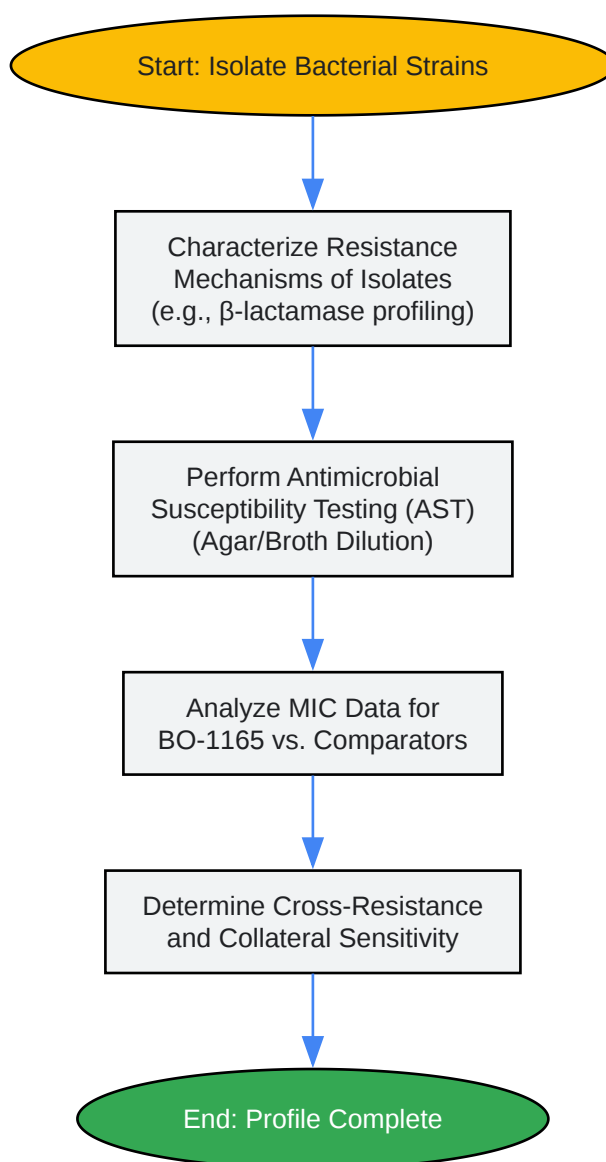 Start: Isolate Bacterial Strains
Characterize Resistance
Mechanisms of Isolates
(e.g., β-lactamase profiling)
Perform Antimicrobial
Susceptibility Testing (AST)
(Agar/Broth Dilution)
Analyze MIC Data for
BO-1165 vs. Comparators
Determine Cross-Resistance
and Collateral Sensitivity
End: Profile Complete